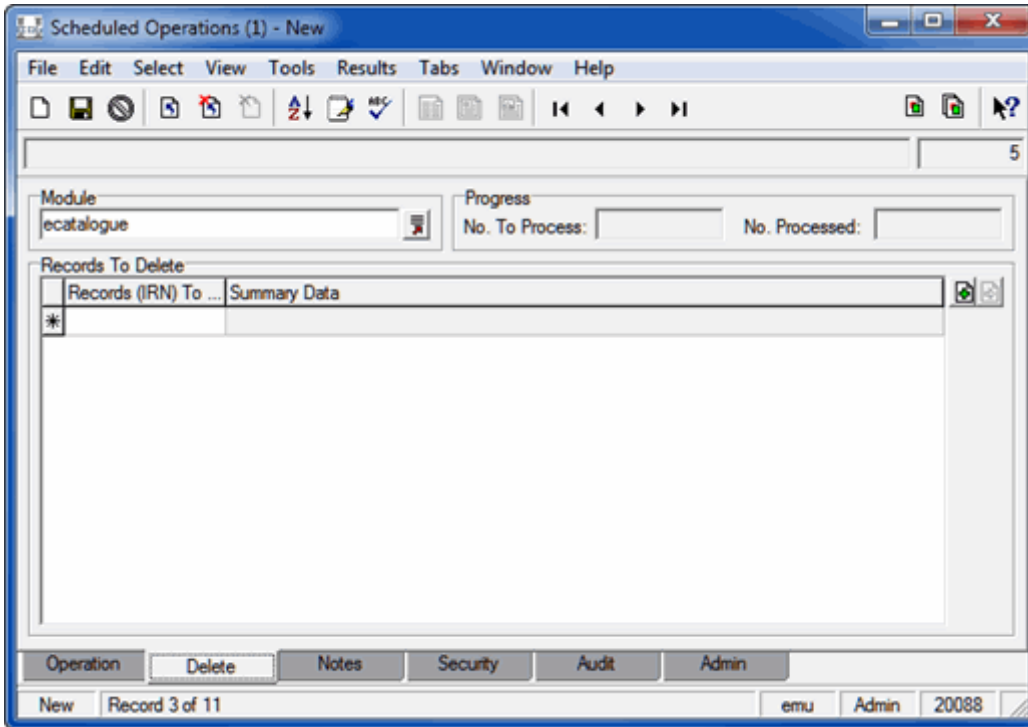 Scheduled Operations (1) - New
File Edit Select View Tools Results Tabs Window Help
5
Module
Progress
ecatalogue
No. To Process:
No. Processed:
Records To Delete
Records (IRN) To ... Summary Data
Operation Delete Notes Security Audit Admin
New Record 3 of 11 emu Admin 20088